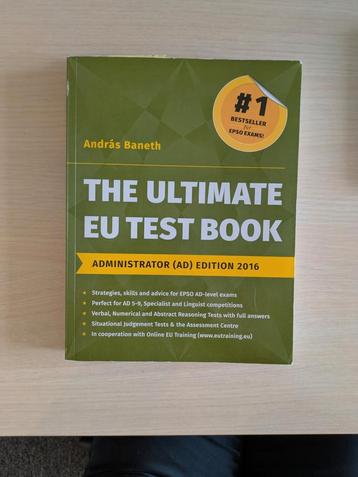 #1
BESTSELLER
for
EPSO EXAMS!
András Baneth
THE ULTIMATE
EU TEST BOOK
ADMINISTRATOR (AD) EDITION 2016
• Strategies, skills and advice for EPSO AD-level exams
• Perfect for AD 5-9, Specialist and Linguist competitions
• Verbal, Numerical and Abstract Reasoning Tests with full answers
• Situational Judgement Tests & the Assessment Centre
• In cooperation with Online EU Training (www.eutraining.eu)